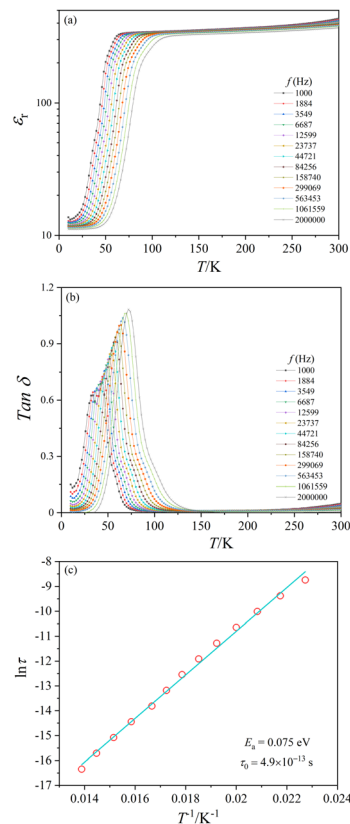 (a)
100
10
εr
0 50 100 150 200 250 300
T/K
f (Hz)
1000
1884
3549
6687
12599
23737
44721
84256
158740
299069
563453
1061559
2000000
(b)
1.2
0.9
0.6
0.3
0
Tan δ
0 50 100 150 200 250 300
T/K
f (Hz)
1000
1884
3549
6687
12599
23737
44721
84256
158740
299069
563453
1061559
2000000
(c)
-8
-9
-10
-11
-12
-13
-14
-15
-16
-17
lnτ
Ea = 0.075 eV
τ0 = 4.9×10⁻¹³ s
0.014 0.016 0.018 0.02 0.022 0.024
T⁻¹/K⁻¹